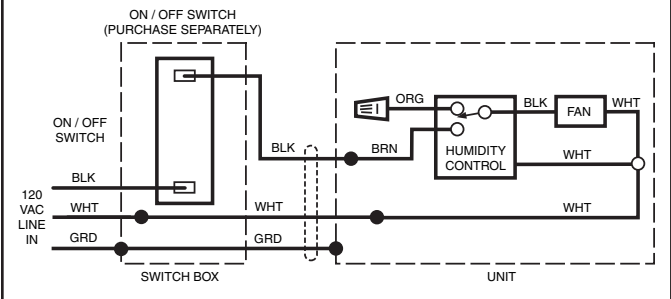 ON / OFF SWITCH
(PURCHASE SEPARATELY)
ON / OFF
SWITCH
BLK
120
VAC
LINE
IN
WHT
GRD
BLK
WHT
GRD
SWITCH BOX
ORG
BRN
HUMIDITY
CONTROL
BLK
FAN
WHT
WHT
WHT
UNIT